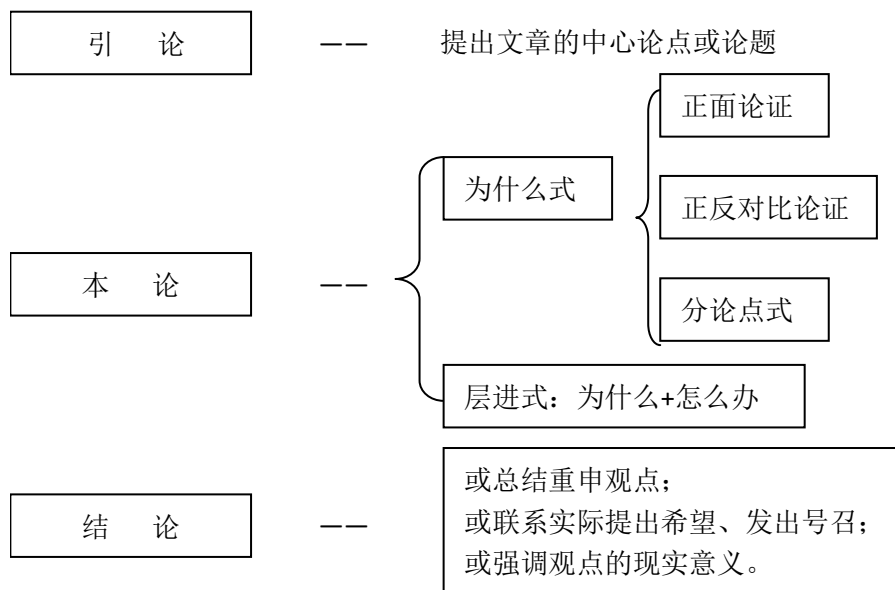 引 论 —— 提出文章的中心论点或论题
正面论证
为什么式
正反对比论证
本 论 ——
分论点式
层进式：为什么+怎么办
或总结重申观点；
结 论 —— 或联系实际提出希望、发出号召；
或强调观点的现实意义。